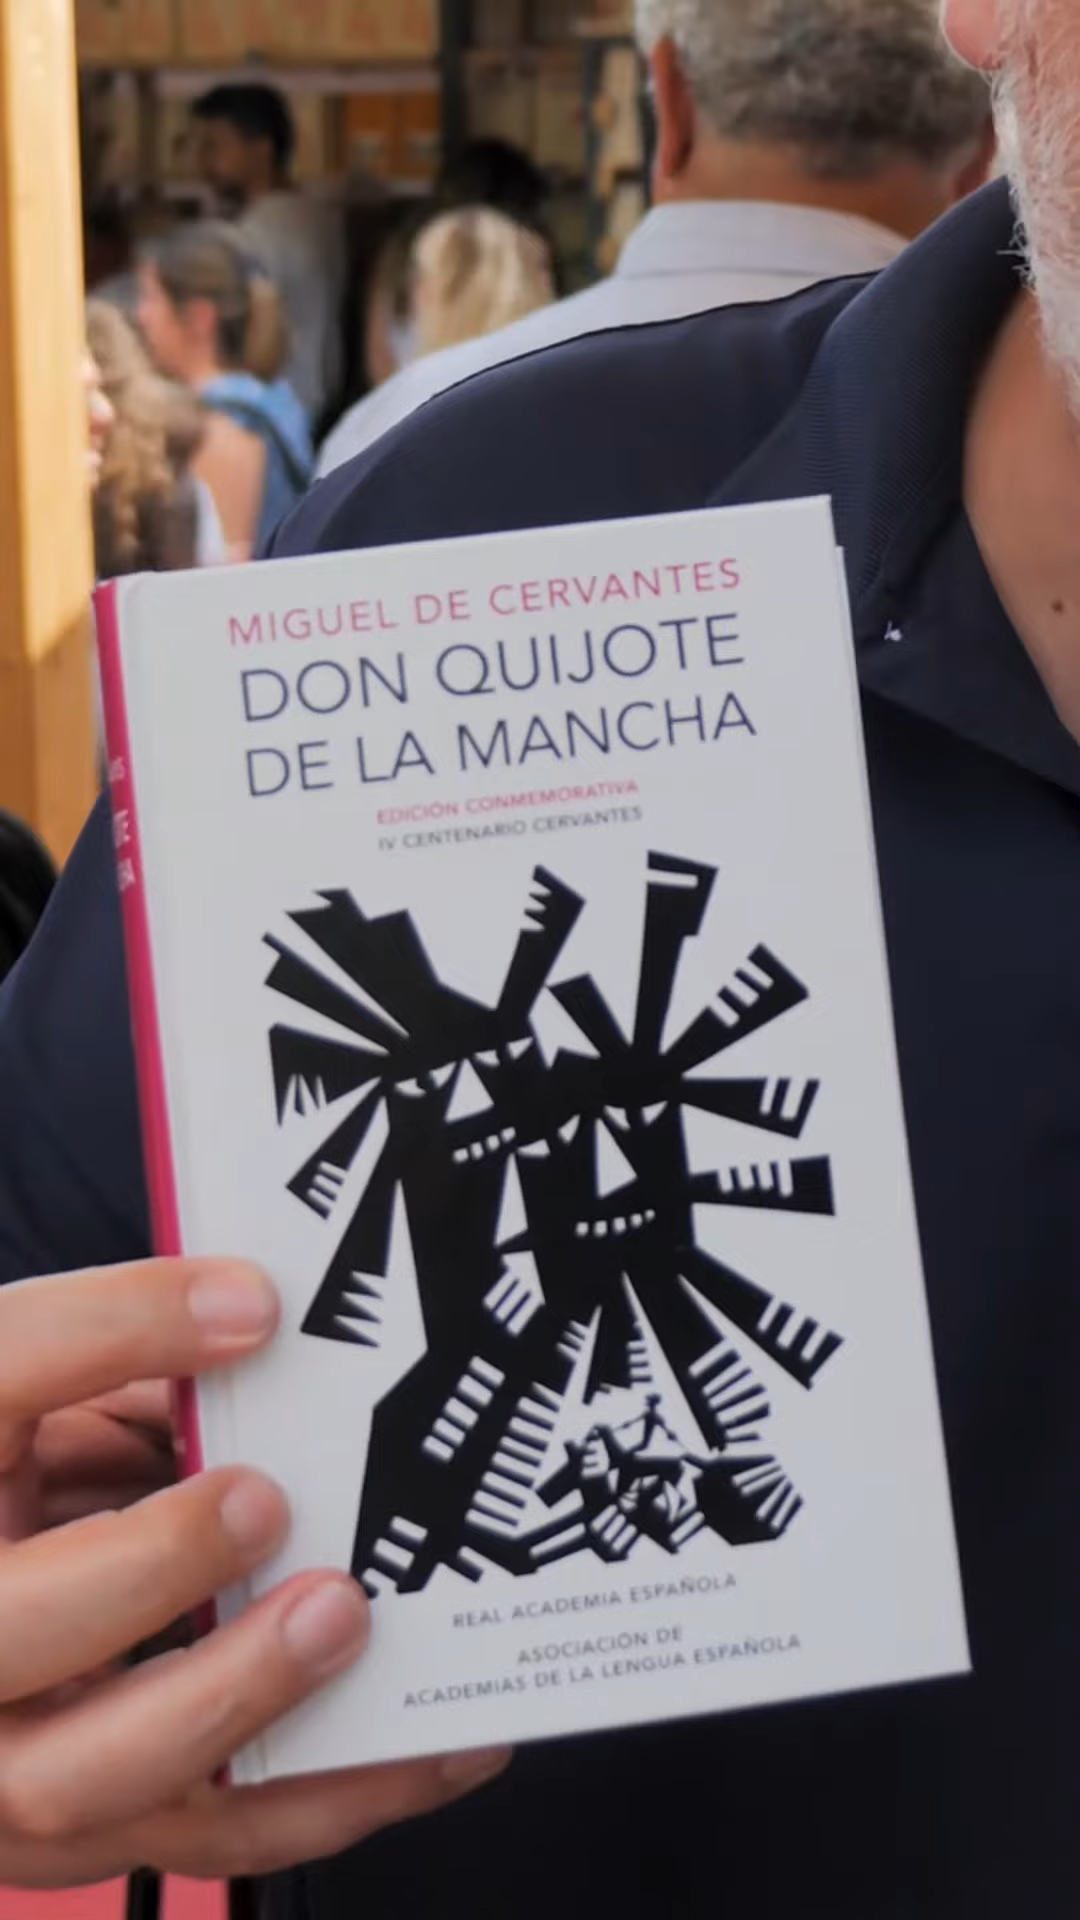 MIGUEL DE CERVANTES
DON QUIJOTE
DE LA MANCHA
EDICIÓN CONMEMORATIVA
IV CENTENARIO CERVANTES
REAL ACADEMIA ESPAÑOLA
ASOCIACIÓN DE
ACADEMIAS DE LA LENGUA ESPAÑOLA